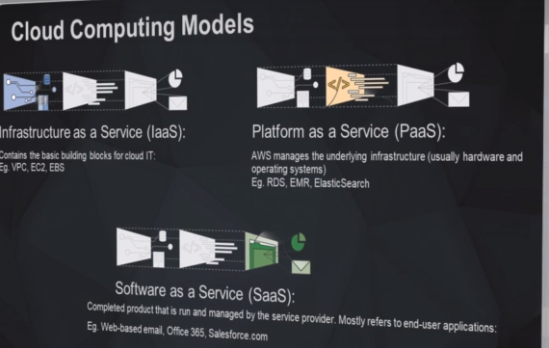 Cloud Computing Models
Infrastructure as a Service (IaaS):
Contains the basic building blocks for cloud IT:
Eg. VPC, EC2, EBS
Platform as a Service (PaaS):
AWS manages the underlying infrastructure (usually hardware and
operating systems)
Eg. RDS, EMR, ElasticSearch
Software as a Service (SaaS):
Completed product that is run and managed by the service provider. Mostly refers to end-user applications:
Eg. Web-based email, Office 365, Salesforce.com